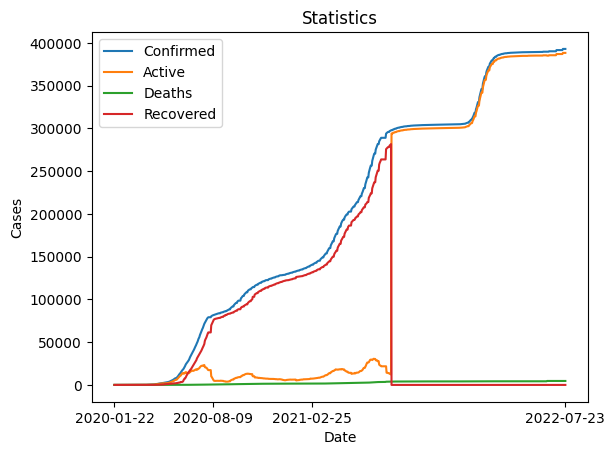 Statistics
Confirmed
Active
Deaths
Recovered
400000
350000
300000
250000
200000
150000
100000
50000
0
Cases
2020-01-22
2020-08-09
2021-02-25
2022-07-23
Date